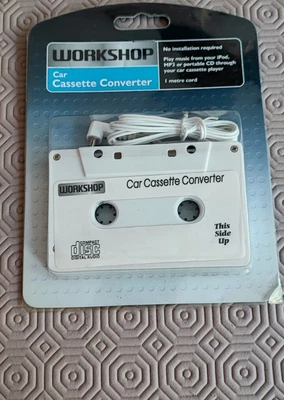 WORKSHOP
Car
Cassette Converter
No installation required
Play music from your iPod,
MP3 or portable CD through
your car cassette player
1 metre cord
WORKSHOP
Car Cassette Converter
This
Side
Up
COMPACT
disc
DIGITAL AUDIO